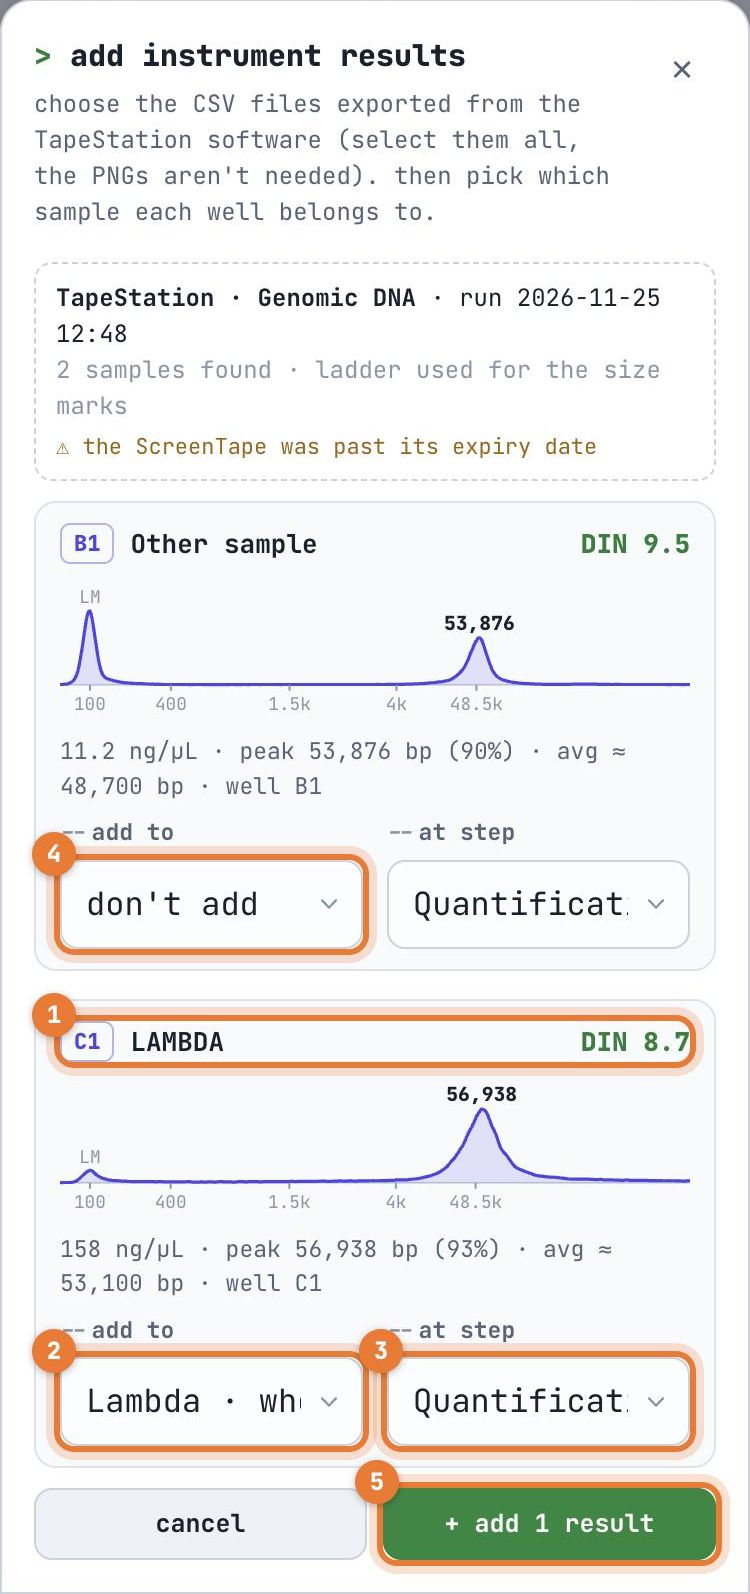 > add instrument results
×
choose the CSV files exported from the
TapeStation software (select them all,
the PNGs aren't needed). then pick which
sample each well belongs to.
TapeStation · Genomic DNA · run 2026-11-25
12:48
2 samples found · ladder used for the size
marks
⚠ the ScreenTape was past its expiry date
B1 Other sample DIN 9.5
LM
53,876
100 400 1.5k 4k 48.5k
11.2 ng/µL · peak 53,876 bp (90%) · avg ≈
48,700 bp · well B1
-- add to -- at step
4
don't add Quantificat
1
C1 LAMBDA DIN 8.7
56,938
LM
100 400 1.5k 4k 48.5k
158 ng/µL · peak 56,938 bp (93%) · avg ≈
53,100 bp · well C1
-- add to -- at step
2 3
Lambda · who Quantificat
5
cancel + add 1 result